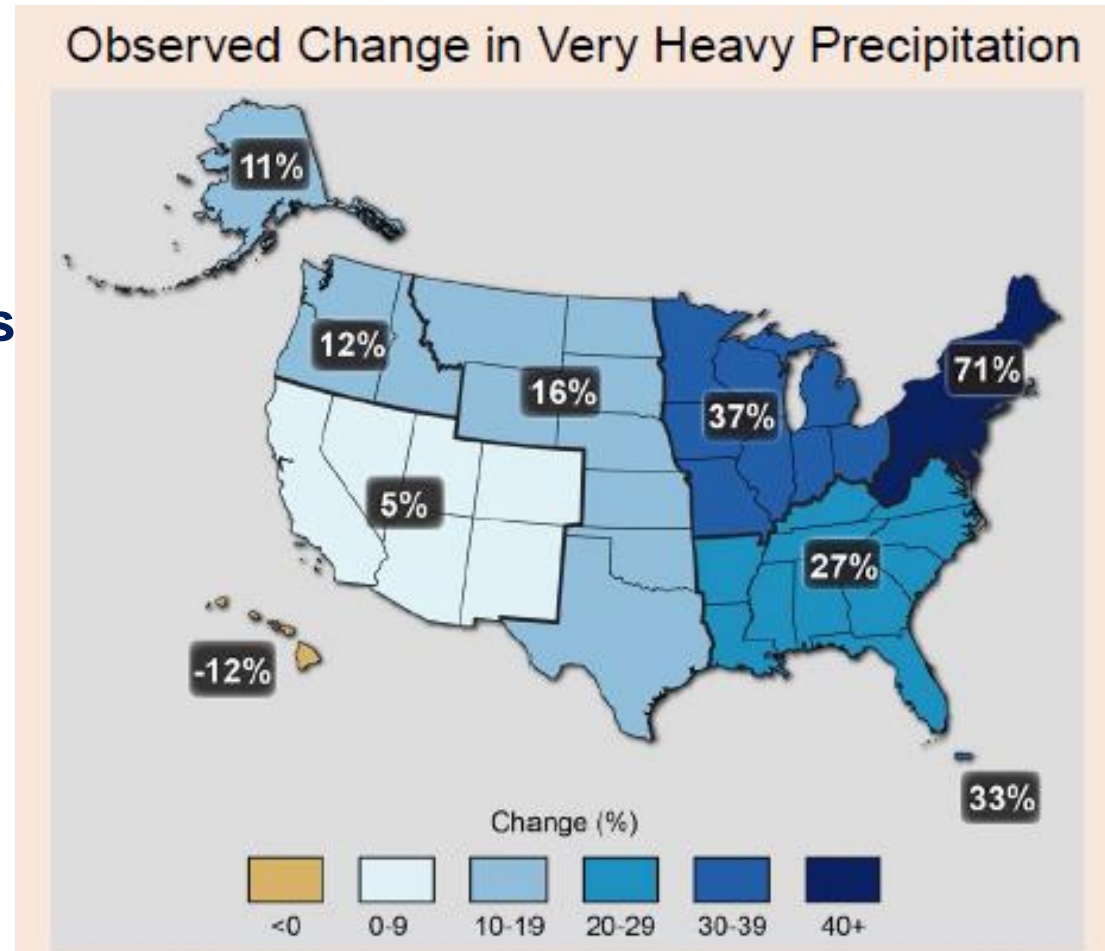 Observed Change in Very Heavy Precipitation
11%
s
12%
16%
71%
37%
5%
27%
-12%
33%
Change (%)
<0 0-9 10-19 20-29 30-39 40+